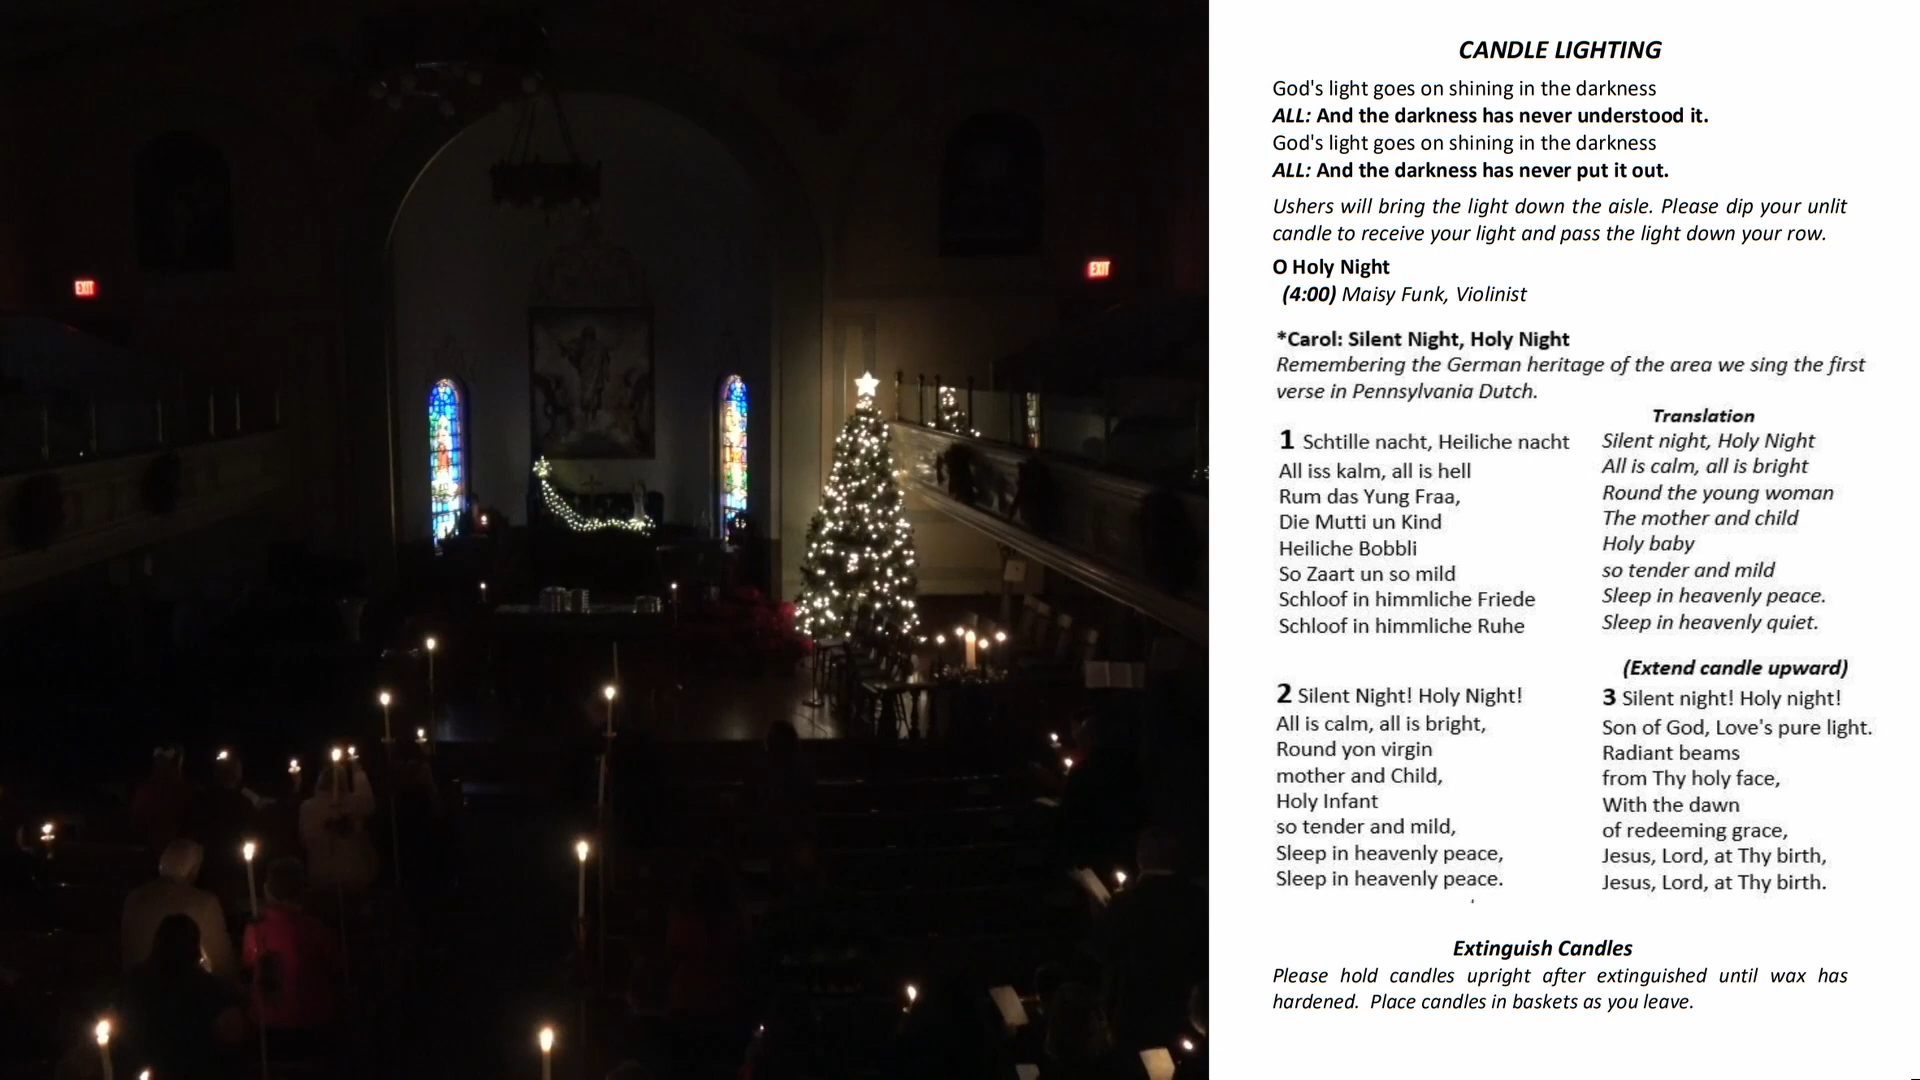 EXIT
EXIT
CANDLE LIGHTING
God's light goes on shining in the darkness
ALL: And the darkness has never understood it.
God's light goes on shining in the darkness
ALL: And the darkness has never put it out.
Ushers will bring the light down the aisle. Please dip your unlit
candle to receive your light and pass the light down your row.
O Holy Night
(4:00) Maisy Funk, Violinist
*Carol: Silent Night, Holy Night
Remembering the German heritage of the area we sing the first
verse in Pennsylvania Dutch.
1 Schtille nacht, Heiliche nacht
All iss kalm, all is hell
Rum das Yung Fraa,
Die Mutti un Kind
Heiliche Bobbli
So Zaart un so mild
Schloof in himmliche Friede
Schloof in himmliche Ruhe
Translation
Silent night, Holy Night
All is calm, all is bright
Round the young woman
The mother and child
Holy baby
so tender and mild
Sleep in heavenly peace.
Sleep in heavenly quiet.
2 Silent Night! Holy Night!
All is calm, all is bright,
Round yon virgin
mother and Child,
Holy Infant
so tender and mild,
Sleep in heavenly peace,
Sleep in heavenly peace.
(Extend candle upward)
3 Silent night! Holy night!
Son of God, Love's pure light.
Radiant beams
from Thy holy face,
With the dawn
of redeeming grace,
Jesus, Lord, at Thy birth,
Jesus, Lord, at Thy birth.
Extinguish Candles
Please hold candles upright after extinguished until wax has
hardened. Place candles in baskets as you leave.